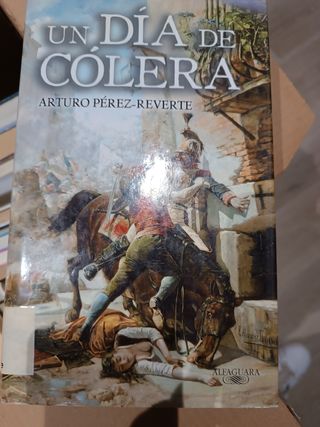 UN DÍA DE
CÓLERA
ARTURO PÉREZ-REVERTE
ALFAGUARA